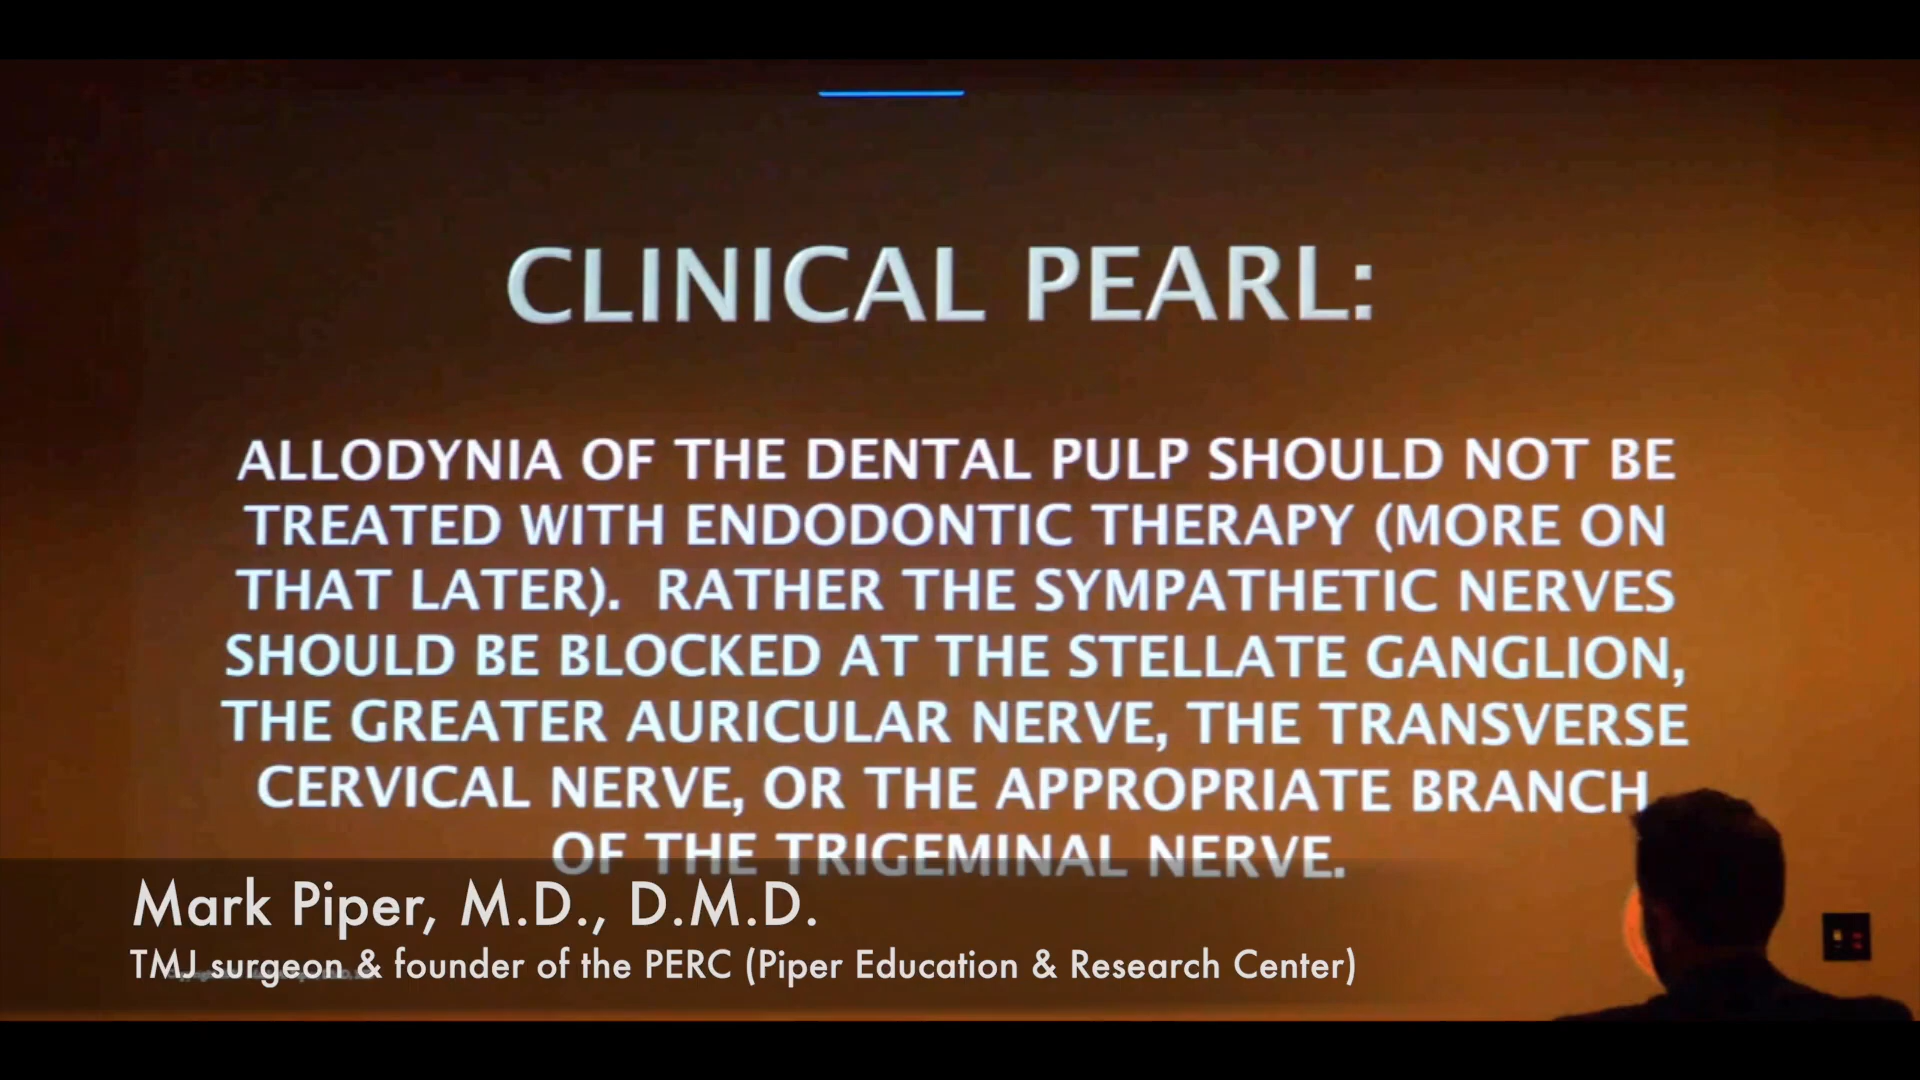 CLINICAL PEARL:
ALLODYNIA OF THE DENTAL PULP SHOULD NOT BE
TREATED WITH ENDODONTIC THERAPY (MORE ON
THAT LATER). RATHER THE SYMPATHETIC NERVES
SHOULD BE BLOCKED AT THE STELLATE GANGLION,
THE GREATER AURICULAR NERVE, THE TRANSVERSE
CERVICAL NERVE, OR THE APPROPRIATE BRANCH
OF THE TRIGEMINAL NERVE.
Mark Piper, M.D., D.M.D.
TMJ surgeon & founder of the PERC (Piper Education & Research Center)